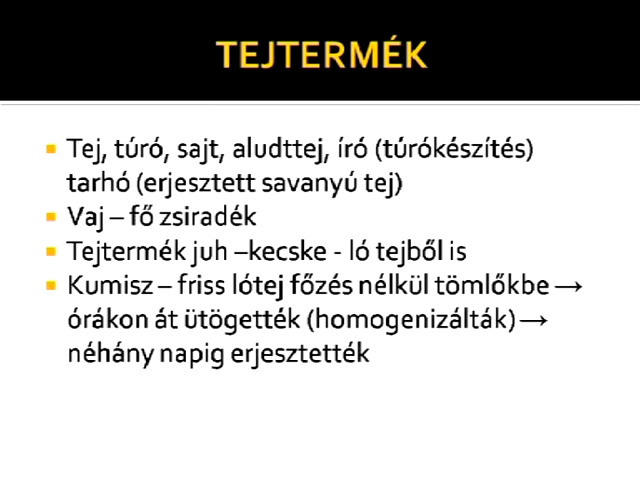 TEJTERMÉK
Tej, túró, sajt, aludttej, író (túrókészítés)
tarhó (erjesztett savanyú tej)
Vaj – fő zsiradék
Tejtermék juh –kecske - ló tejből is
Kumisz – friss lótej főzés nélkül tömlőkbe →
órákon át ütögették (homogenizálták) →
néhány napig erjesztették